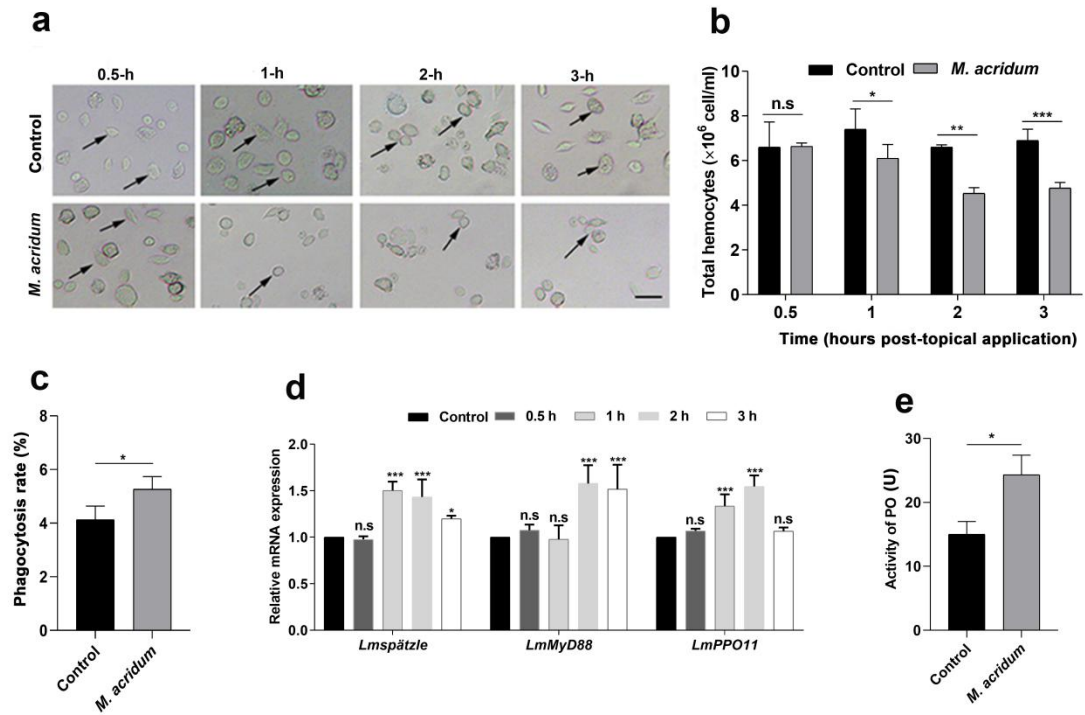 a
0.5-h 1-h 2-h 3-h
Control
M. acridum
b
Control M. acridum
Total hemocytes (×10⁶ cell/ml)
10
8
6
4
2
0
n.s * ** ***
0.5 1 2 3
Time (hours post-topical application)
c
Phagocytosis rate (%)
8
6
4
2
0
*
Control
M. acridum
d
Control 0.5 h 1 h 2 h 3 h
Relative mRNA expression
2.0
1.5
1.0
0.5
0.0
n.s *** *** * n.s n.s *** *** n.s *** *** n.s
Lmspätzle LmMyD88 LmPPO11
e
Activity of PO (U)
30
20
10
0
*
Control
M. acridum